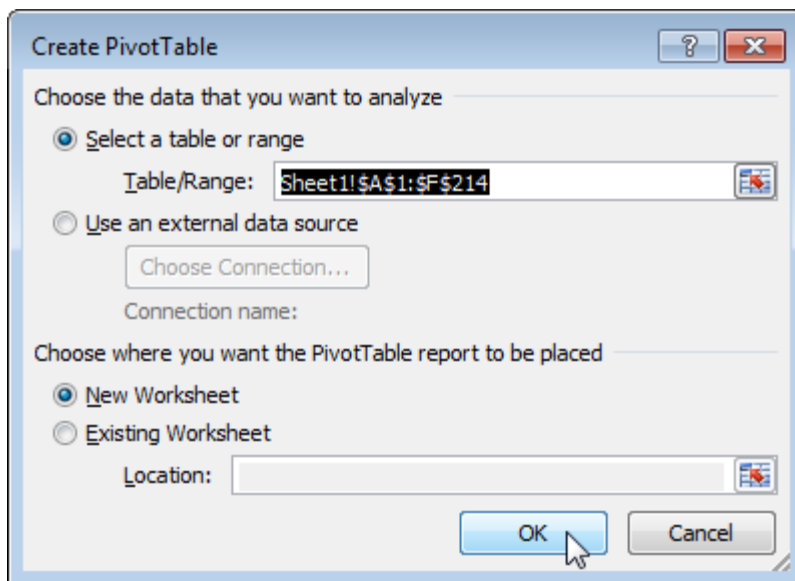 Create PivotTable
?
Choose the data that you want to analyze
Select a table or range
Table/Range: Sheet1!$A$1:$F$214
Use an external data source
Choose Connection...
Connection name:
Choose where you want the PivotTable report to be placed
New Worksheet
Existing Worksheet
Location:
OK Cancel